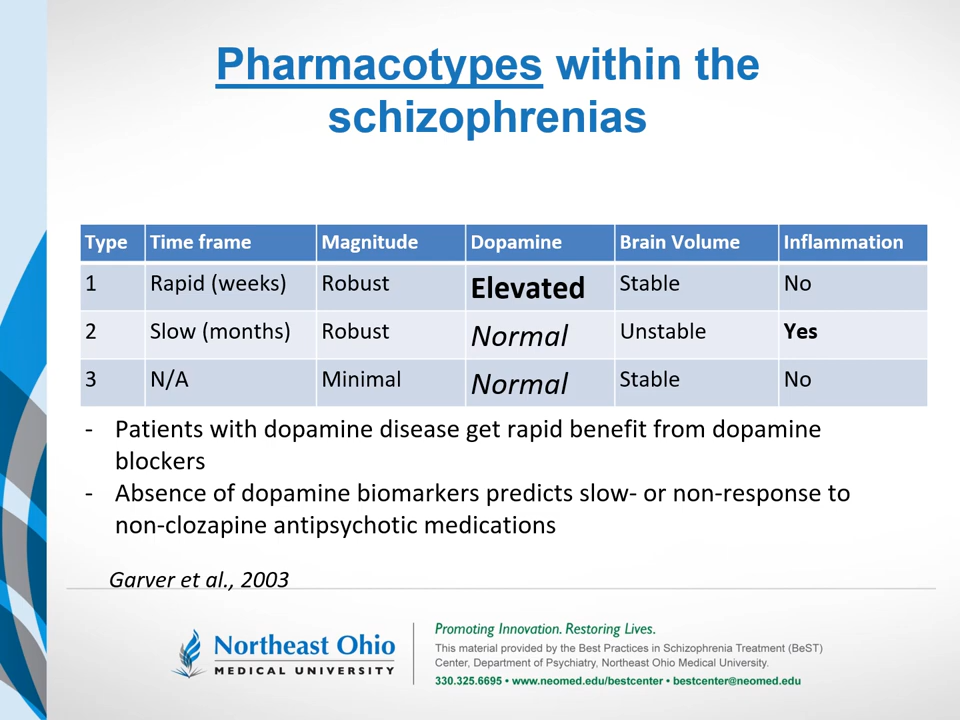 Pharmacotypes within the
schizophrenias
Type Time frame Magnitude Dopamine Brain Volume Inflammation
1 Rapid (weeks) Robust Elevated Stable No
2 Slow (months) Robust Normal Unstable Yes
3 N/A Minimal Normal Stable No
- Patients with dopamine disease get rapid benefit from dopamine
blockers
- Absence of dopamine biomarkers predicts slow- or non-response to
non-clozapine antipsychotic medications
Garver et al., 2003
Northeast Ohio
MEDICAL UNIVERSITY
Promoting Innovation. Restoring Lives.
This material provided by the Best Practices in Schizophrenia Treatment (BeST)
Center, Department of Psychiatry, Northeast Ohio Medical University.
330.325.6695 • www.neomed.edu/bestcenter • bestcenter@neomed.edu